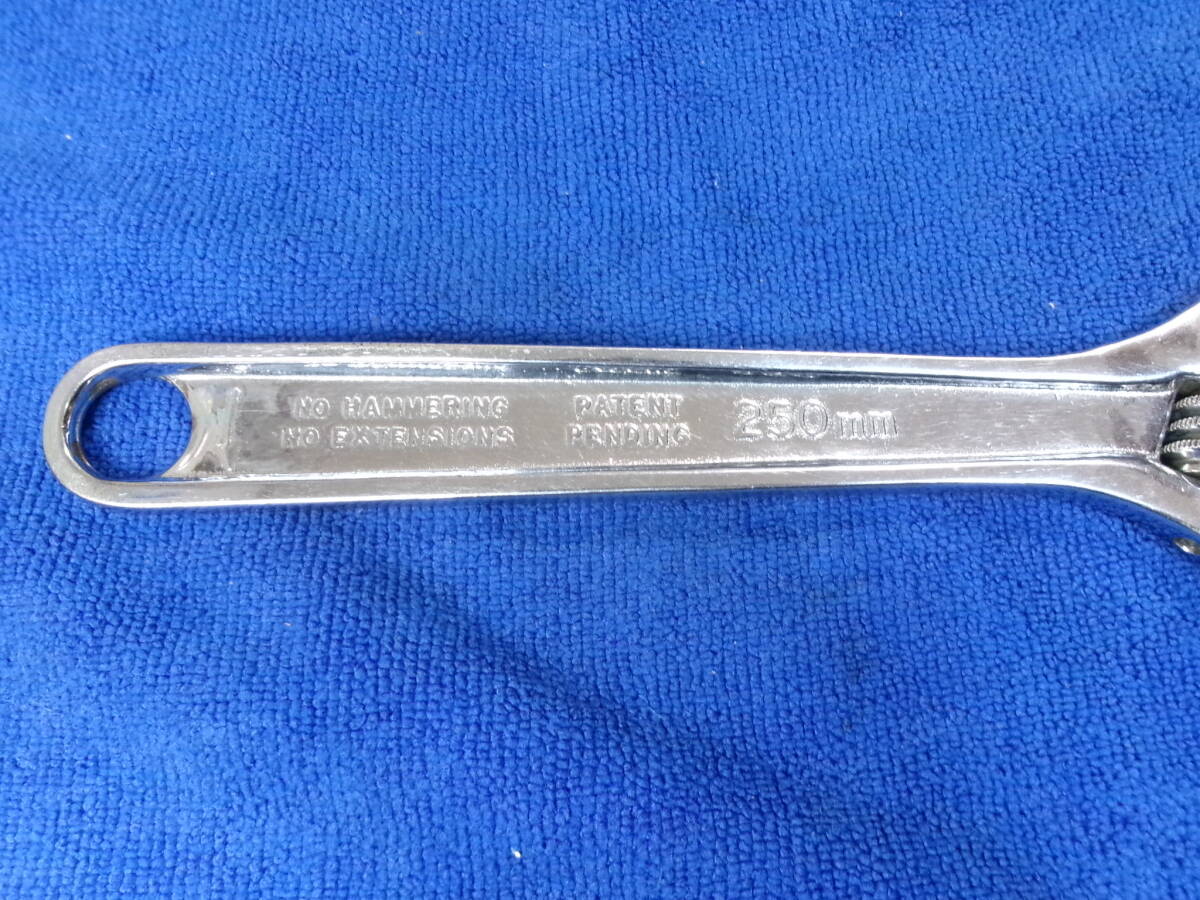 NO HAMMERING
NO EXTENSIONS
PATENT
PENDING
250mm